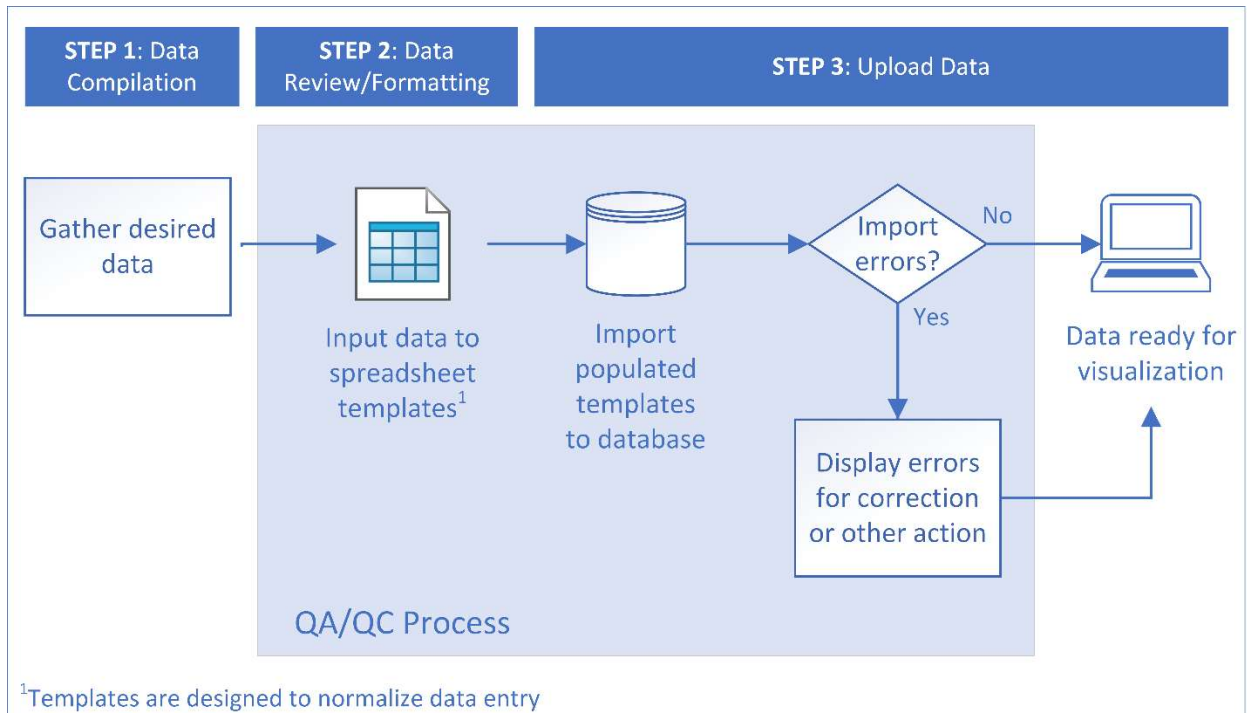 STEP 1: Data
Compilation
STEP 2: Data
Review/Formatting
STEP 3: Upload Data
Gather desired
data
Input data to
spreadsheet
templates¹
Import
populated
templates
to database
Import
errors?
No
Yes
Data ready for
visualization
Display errors
for correction
or other action
QA/QC Process
¹Templates are designed to normalize data entry